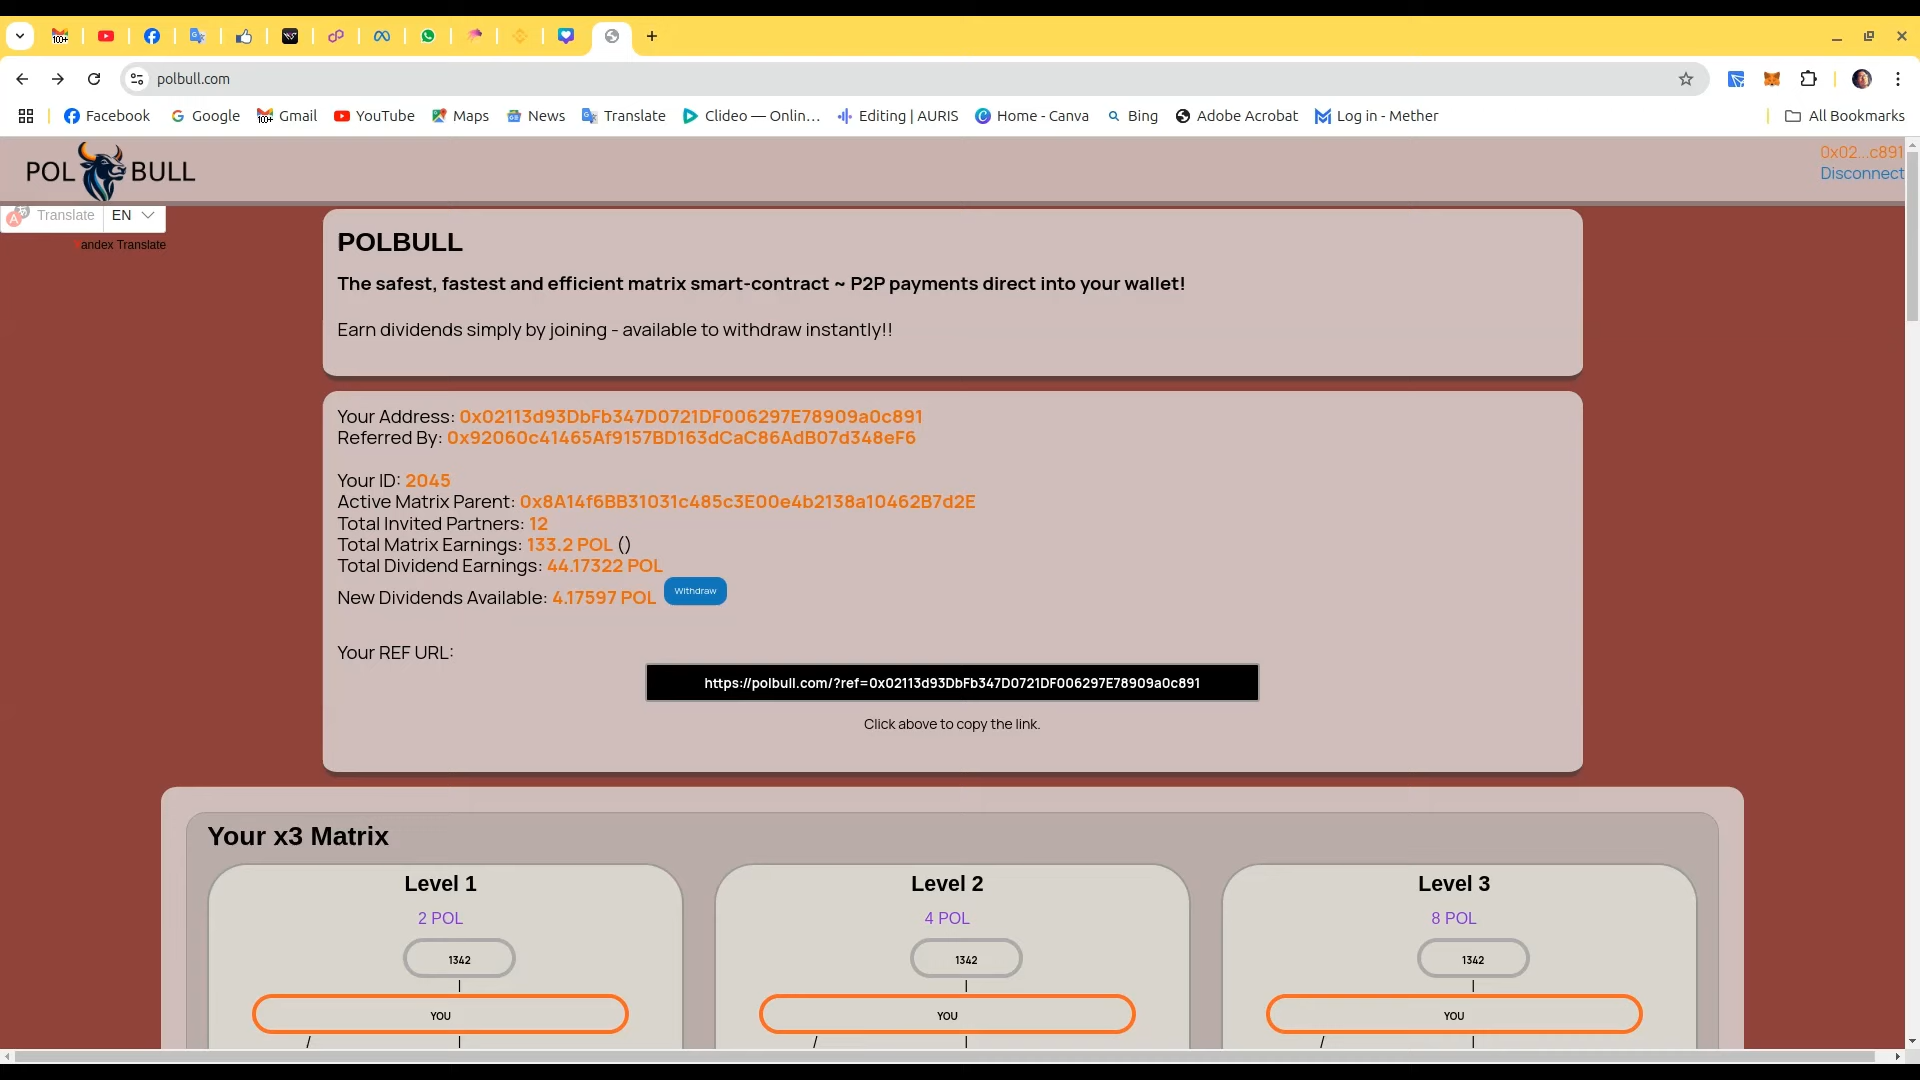 100+
polbull.com
Facebook
Google
100+
Gmail
YouTube
Maps
News
Translate
Clideo — Onlin...
Editing | AURIS
Home - Canva
Bing
Adobe Acrobat
Log in - Mether
All Bookmarks
POL BULL
0x02...c891
Disconnect
Translate
EN
Yandex Translate
POLBULL
The safest, fastest and efficient matrix smart-contract ~ P2P payments direct into your wallet!
Earn dividends simply by joining - available to withdraw instantly!!
Your Address: 0x02113d93DbFb347D0721DF006297E78909a0c891
Referred By: 0x92060c41465Af9157BD163dCaC86AdB07d348eF6
Your ID: 2045
Active Matrix Parent: 0x8A14f6BB31031c485c3E00e4b2138a10462B7d2E
Total Invited Partners: 12
Total Matrix Earnings: 133.2 POL ()
Total Dividend Earnings: 44.17322 POL
New Dividends Available: 4.17597 POL Withdraw
Your REF URL:
https://polbull.com/?ref=0x02113d93DbFb347D0721DF006297E78909a0c891
Click above to copy the link.
Your x3 Matrix
Level 1
2 POL
1342
YOU
Level 2
4 POL
1342
YOU
Level 3
8 POL
1342
YOU